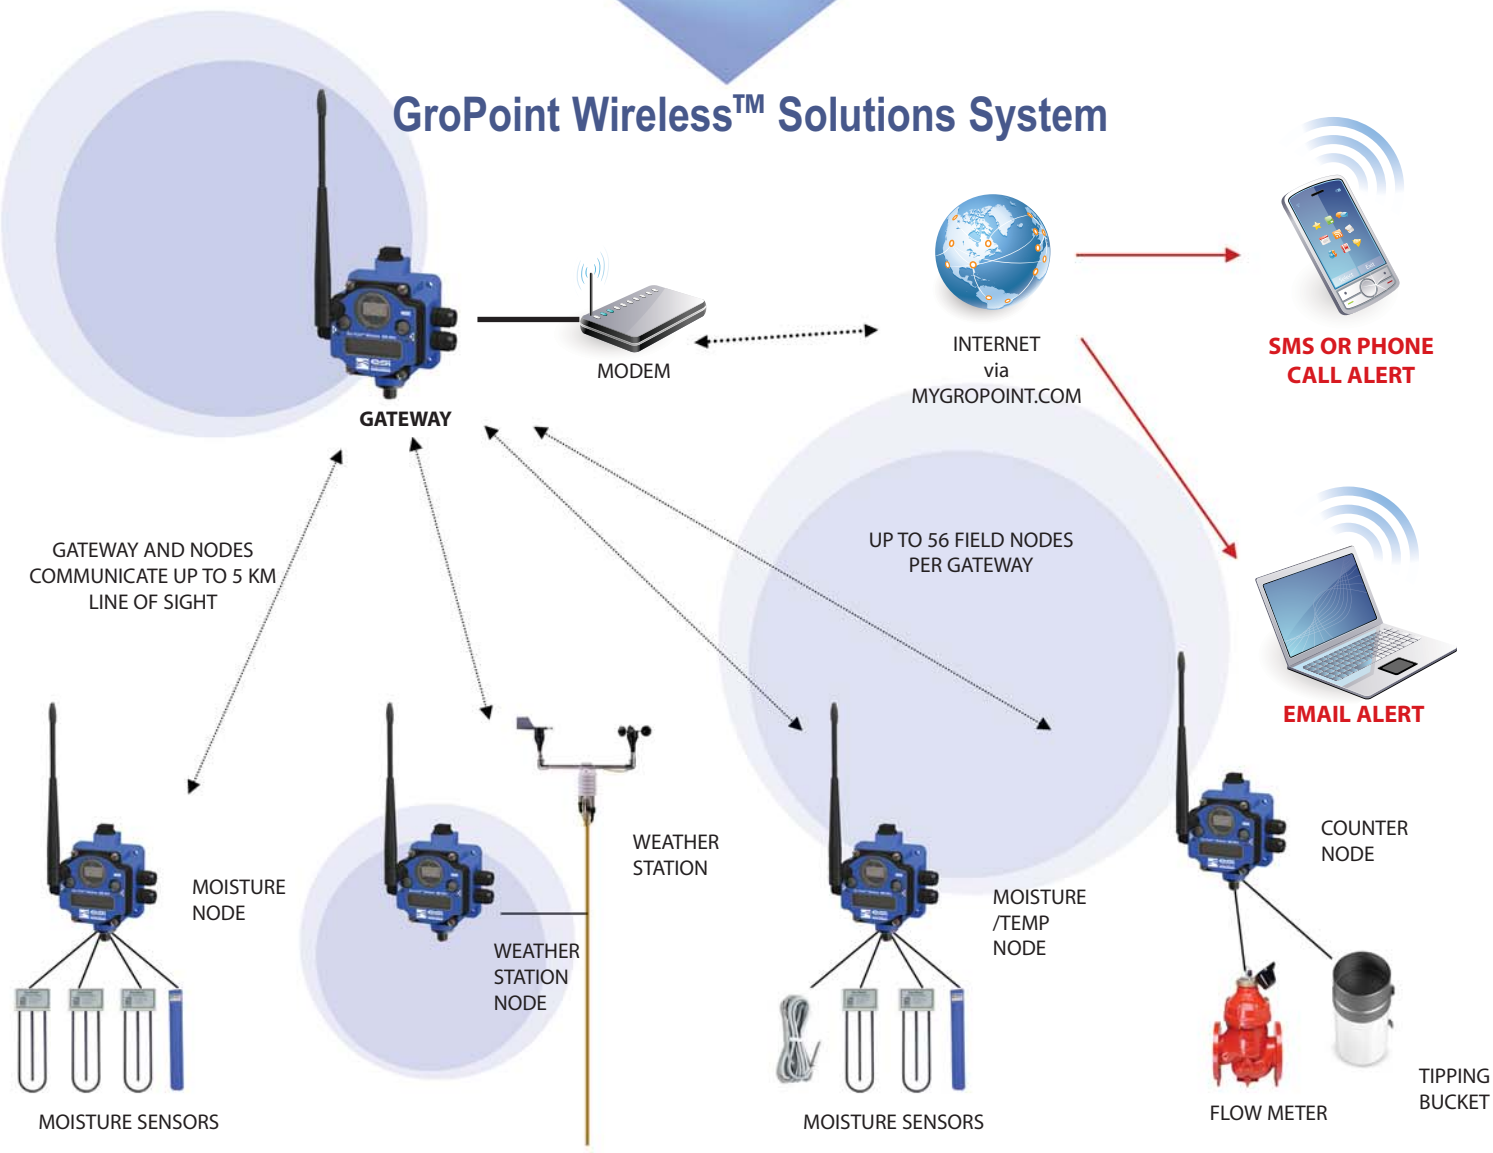 GroPoint Wireless™ Solutions System
MODEM
GATEWAY
INTERNET
via
MYGROPOINT.COM
SMS OR PHONE
CALL ALERT
GATEWAY AND NODES
COMMUNICATE UP TO 5 KM
LINE OF SIGHT
UP TO 56 FIELD NODES
PER GATEWAY
EMAIL ALERT
MOISTURE
NODE
WEATHER
STATION
NODE
WEATHER
STATION
MOISTURE
/TEMP
NODE
COUNTER
NODE
MOISTURE SENSORS
MOISTURE SENSORS
FLOW METER
TIPPING
BUCKET